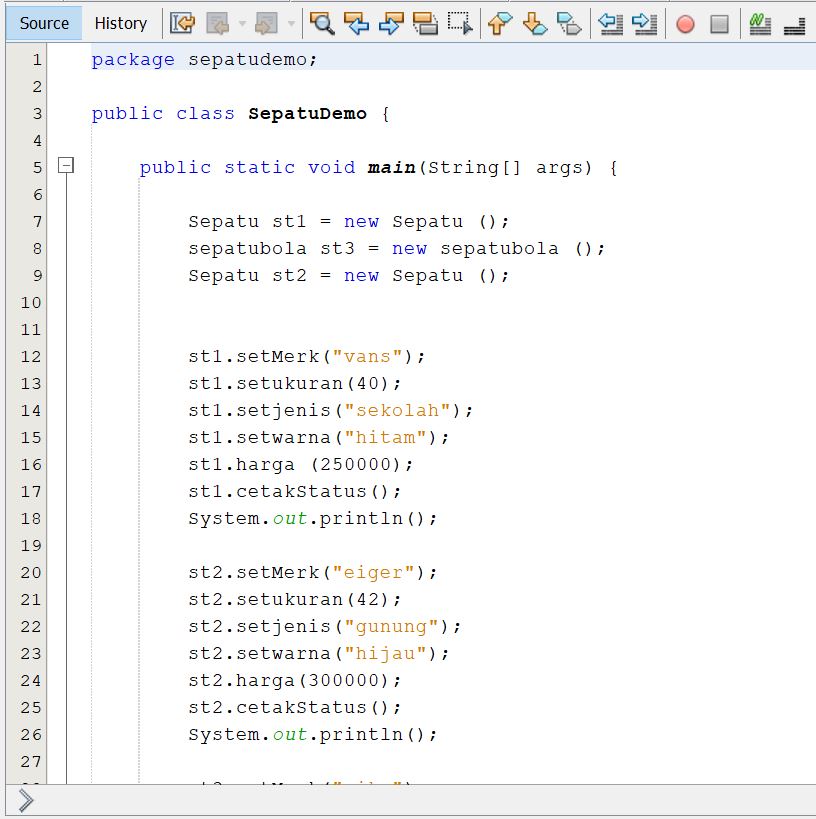 Source History
1 package sepatudemo;
2
3 public class SepatuDemo {
4
5 public static void main(String[] args) {
6
7 Sepatu st1 = new Sepatu ();
8 sepatubola st3 = new sepatubola ();
9 Sepatu st2 = new Sepatu ();
10
11
12 st1.setMerk("vans");
13 st1.setukuran(40);
14 st1.setjenis("sekolah");
15 st1.setwarna("hitam");
16 st1.harga (250000);
17 st1.cetakStatus();
18 System.out.println();
19
20 st2.setMerk("eiger");
21 st2.setukuran(42);
22 st2.setjenis("gunung");
23 st2.setwarna("hijau");
24 st2.harga(300000);
25 st2.cetakStatus();
26 System.out.println();
27